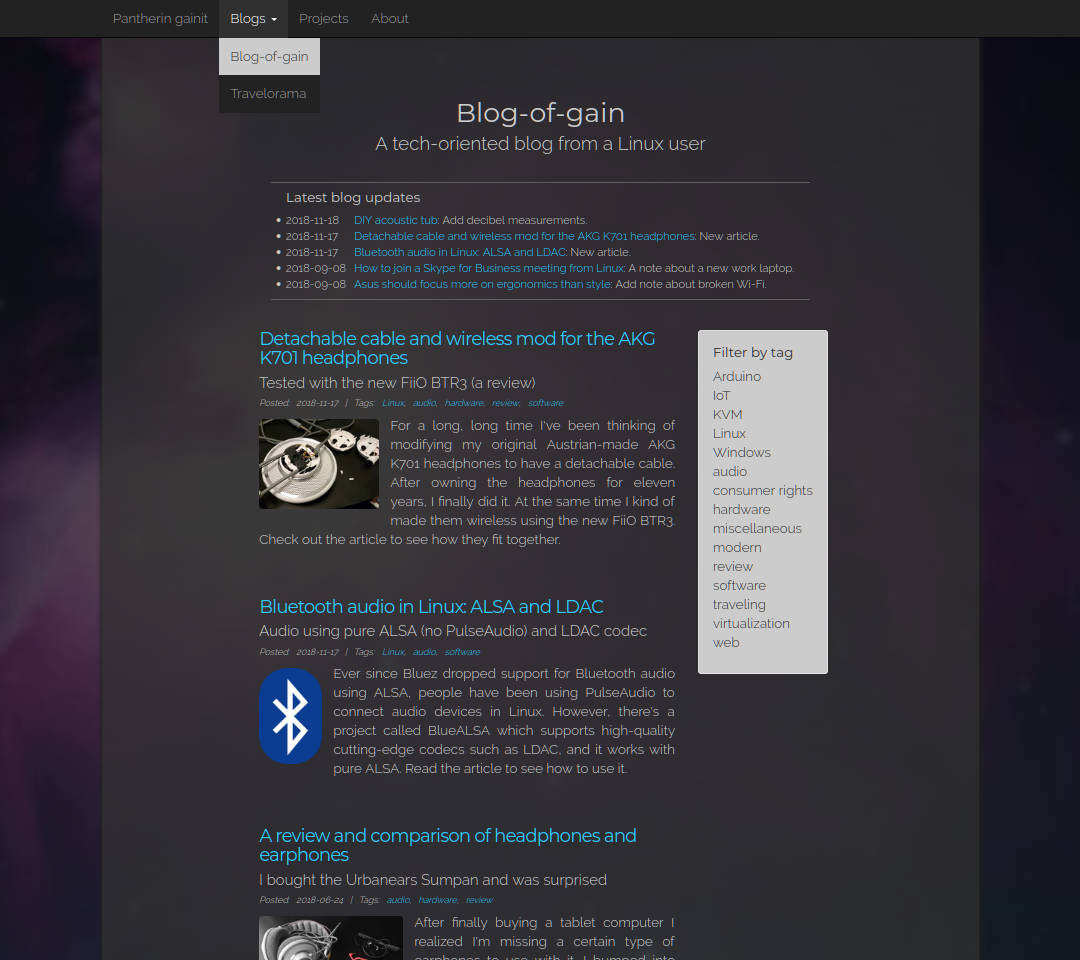 Pantherin gainit Blogs Projects About
Blog-of-gain
Travelorama
Blog-of-gain
A tech-oriented blog from a Linux user
Latest blog updates
2018-11-18 DIY acoustic tub: Add decibel measurements.
2018-11-17 Detachable cable and wireless mod for the AKG K701 headphones: New article.
2018-11-17 Bluetooth audio in Linux: ALSA and LDAC: New article.
2018-09-08 How to join a Skype for Business meeting from Linux: A note about a new work laptop.
2018-09-08 Asus should focus more on ergonomics than style: Add note about broken Wi-Fi.
Detachable cable and wireless mod for the AKG
K701 headphones
Tested with the new FiiO BTR3 (a review)
Posted: 2018-11-17 | Tags: Linux, audio, hardware, review, software
For a long, long time I've been thinking of
modifying my original Austrian-made AKG
K701 headphones to have a detachable cable.
After owning the headphones for eleven
years, I finally did it. At the same time I kind of
made them wireless using the new FiiO BTR3.
Check out the article to see how they fit together.
Bluetooth audio in Linux: ALSA and LDAC
Audio using pure ALSA (no PulseAudio) and LDAC codec
Posted: 2018-11-17 | Tags: Linux, audio, software
Ever since Bluez dropped support for Bluetooth audio
using ALSA, people have been using PulseAudio to
connect audio devices in Linux. However, there's a
project called BlueALSA which supports high-quality
cutting-edge codecs such as LDAC, and it works with
pure ALSA. Read the article to see how to use it.
A review and comparison of headphones and
earphones
I bought the Urbanears Sumpan and was surprised
Posted: 2018-06-24 | Tags: audio, hardware, review
After finally buying a tablet computer I
realized I'm missing a certain type of
earphones to use with it. I bumped into
Filter by tag
Arduino
IoT
KVM
Linux
Windows
audio
consumer rights
hardware
miscellaneous
modern
review
software
traveling
virtualization
web